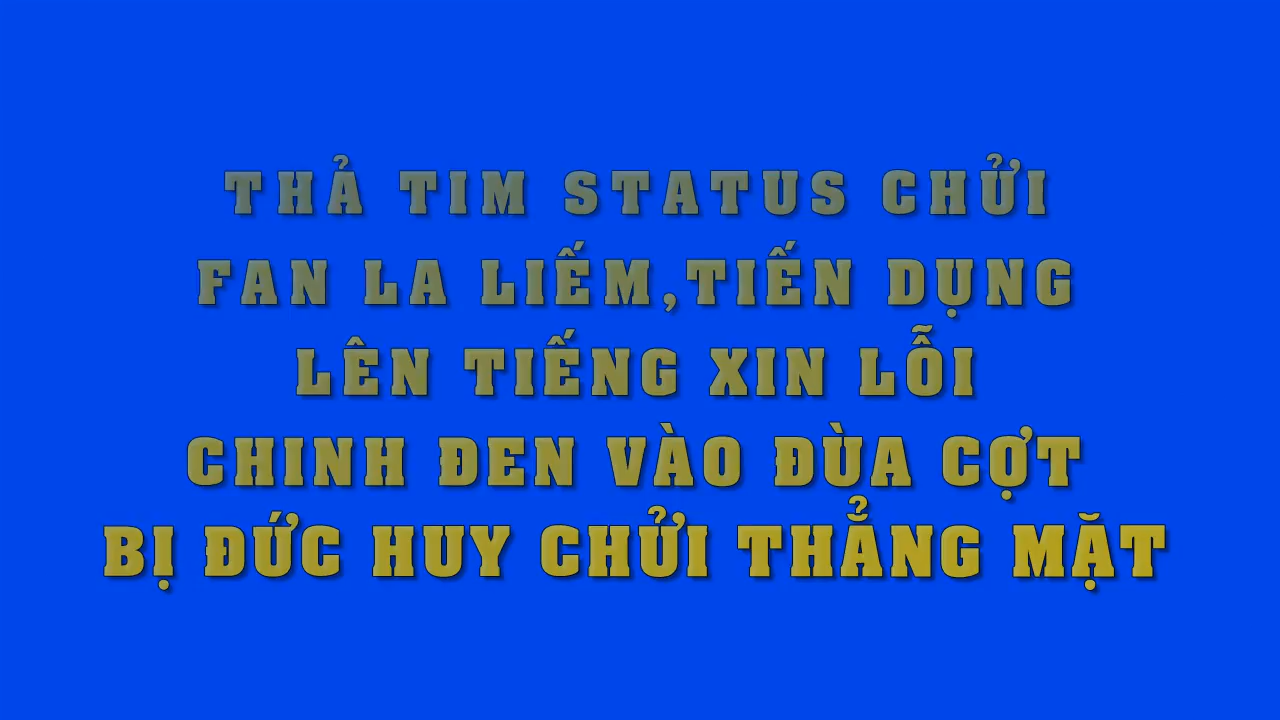 THẢ TIM STATUS CHỬI
FAN LA LIẾM,TIẾN DỤNG
LÊN TIẾNG XIN LỖI
CHINH ĐEN VÀO ĐÙA CỢT
BỊ ĐỨC HUY CHỬI THẲNG MẶT